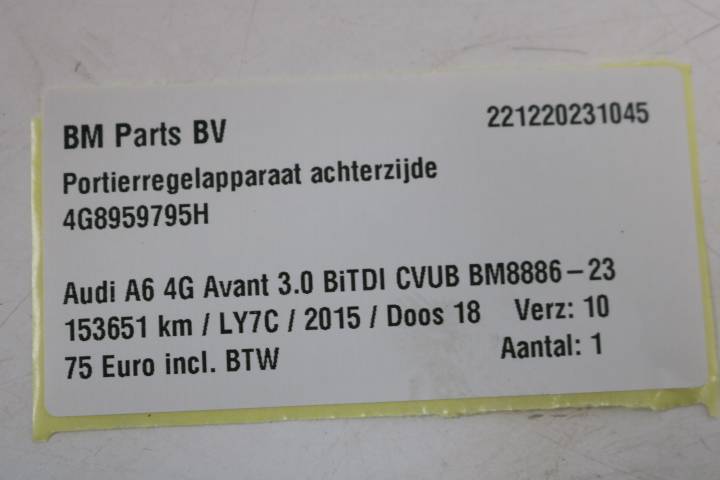 BM Parts BV 221220231045
Portierregelapparaat achterzijde
4G8959795H
Audi A6 4G Avant 3.0 BiTDI CVUB BM8886-23
153651 km / LY7C / 2015 / Doos 18 Verz: 10
75 Euro incl. BTW Aantal: 1